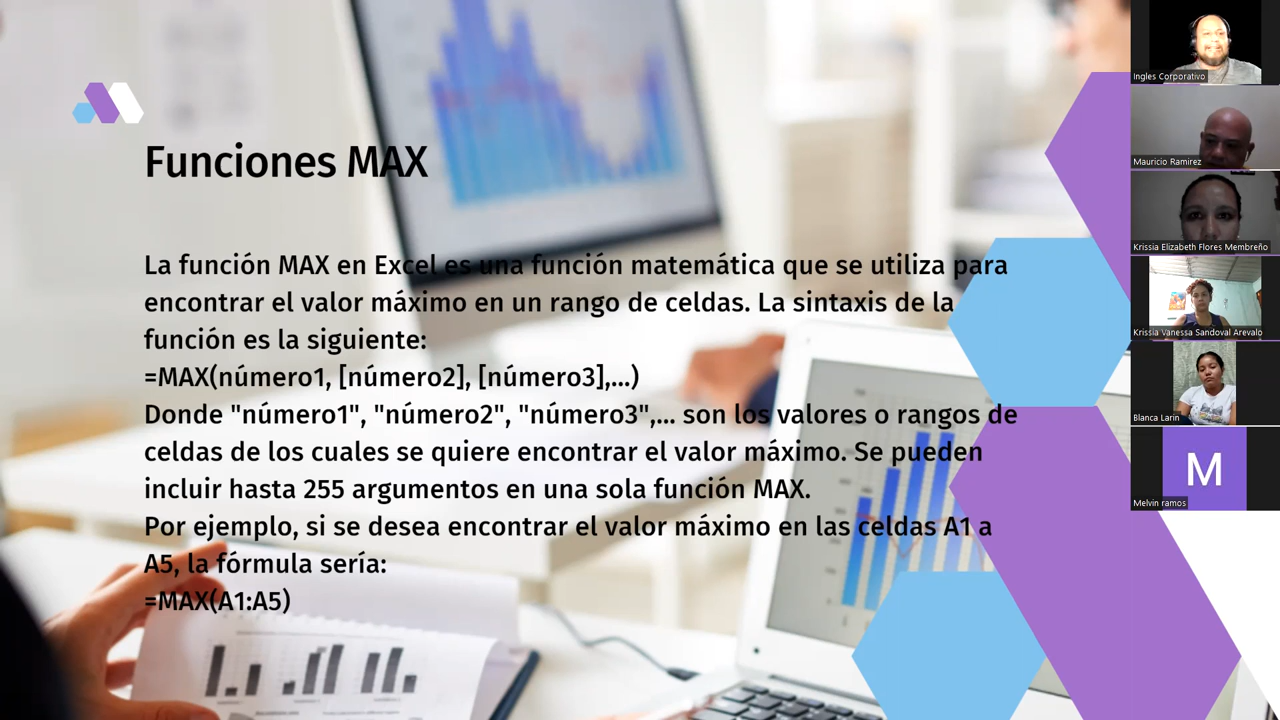 Funciones MAX
La función MAX en Excel es una función matemática que se utiliza para
encontrar el valor máximo en un rango de celdas. La sintaxis de la
función es la siguiente:
=MAX(número1, [número2], [número3],...)
Donde "número1", "número2", "número3",... son los valores o rangos de
celdas de los cuales se quiere encontrar el valor máximo. Se pueden
incluir hasta 255 argumentos en una sola función MAX.
Por ejemplo, si se desea encontrar el valor máximo en las celdas A1 a
A5, la fórmula sería:
=MAX(A1:A5)
Ingles Corporativo
Mauricio Ramirez
Krissia Elizabeth Flores Membreño
Krissia Vanessa Sandoval Arevalo
Blanca Larin
M
Melvin ramos